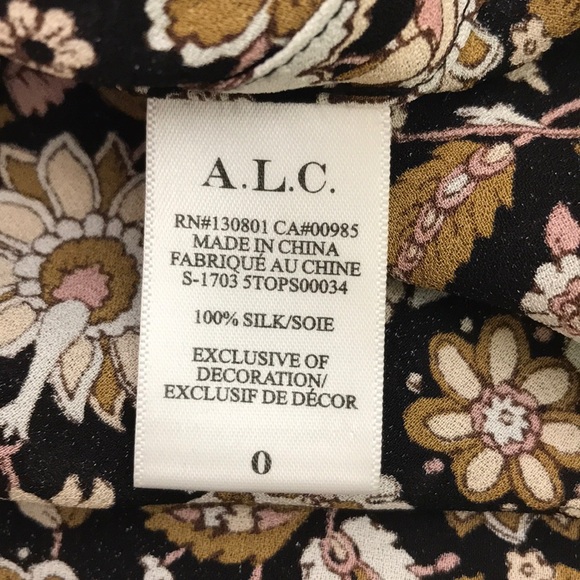 A.L.C.
RN#130801 CA#00985
MADE IN CHINA
FABRIQUÉ AU CHINE
S-1703 5TOPS00034
100% SILK/SOIE
EXCLUSIVE OF
DECORATION/
EXCLUSIF DE DÉCOR
0